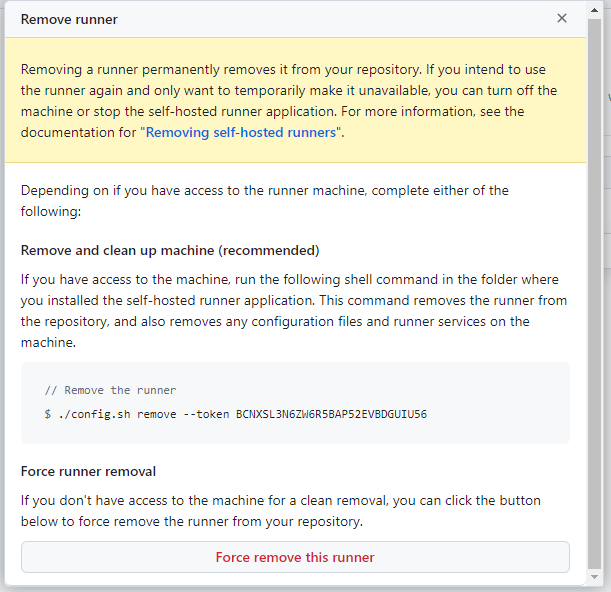 Remove runner
Removing a runner permanently removes it from your repository. If you intend to use
the runner again and only want to temporarily make it unavailable, you can turn off the
machine or stop the self-hosted runner application. For more information, see the
documentation for "Removing self-hosted runners".
Depending on if you have access to the runner machine, complete either of the
following:
Remove and clean up machine (recommended)
If you have access to the machine, run the following shell command in the folder where
you installed the self-hosted runner application. This command removes the runner from
the repository, and also removes any configuration files and runner services on the
machine.
// Remove the runner
$ ./config.sh remove --token BCNXSL3N6ZW6R5BAP52EVBDGUIU56
Force runner removal
If you don't have access to the machine for a clean removal, you can click the button
below to force remove the runner from your repository.
Force remove this runner